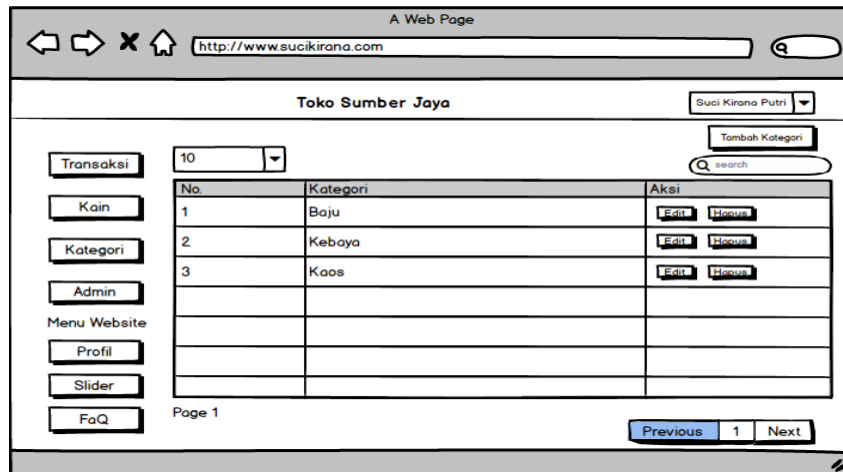 A Web Page
http://www.sucikirana.com
Toko Sumber Jaya
Suci Kirana Putri
Tambah Kategori
Transaksi
10
search
No. Kategori Aksi
Kain
1 Baju Edit Hapus
Kategori
2 Kebaya Edit Hapus
3 Kaos Edit Hapus
Admin
Menu Website
Profil
Slider
FaQ
Page 1
Previous 1 Next